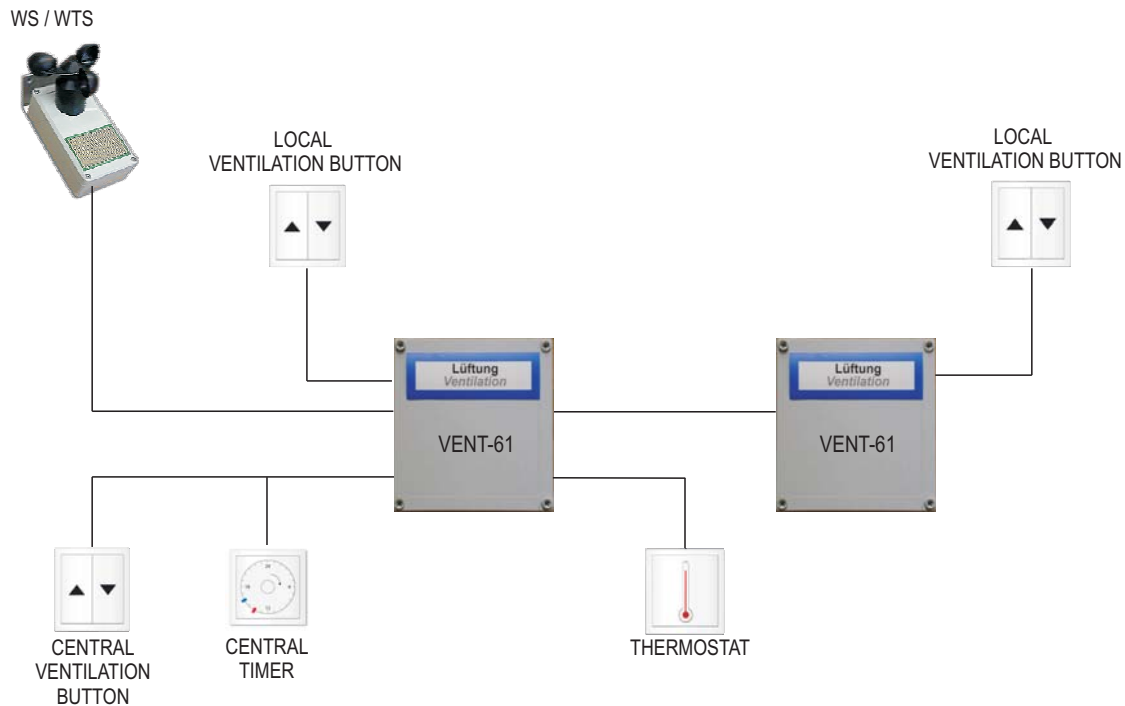 WS / WTS
LOCAL
VENTILATION BUTTON
LOCAL
VENTILATION BUTTON
Lüftung
Ventilation
VENT-61
Lüftung
Ventilation
VENT-61
CENTRAL
VENTILATION
BUTTON
CENTRAL
TIMER
THERMOSTAT